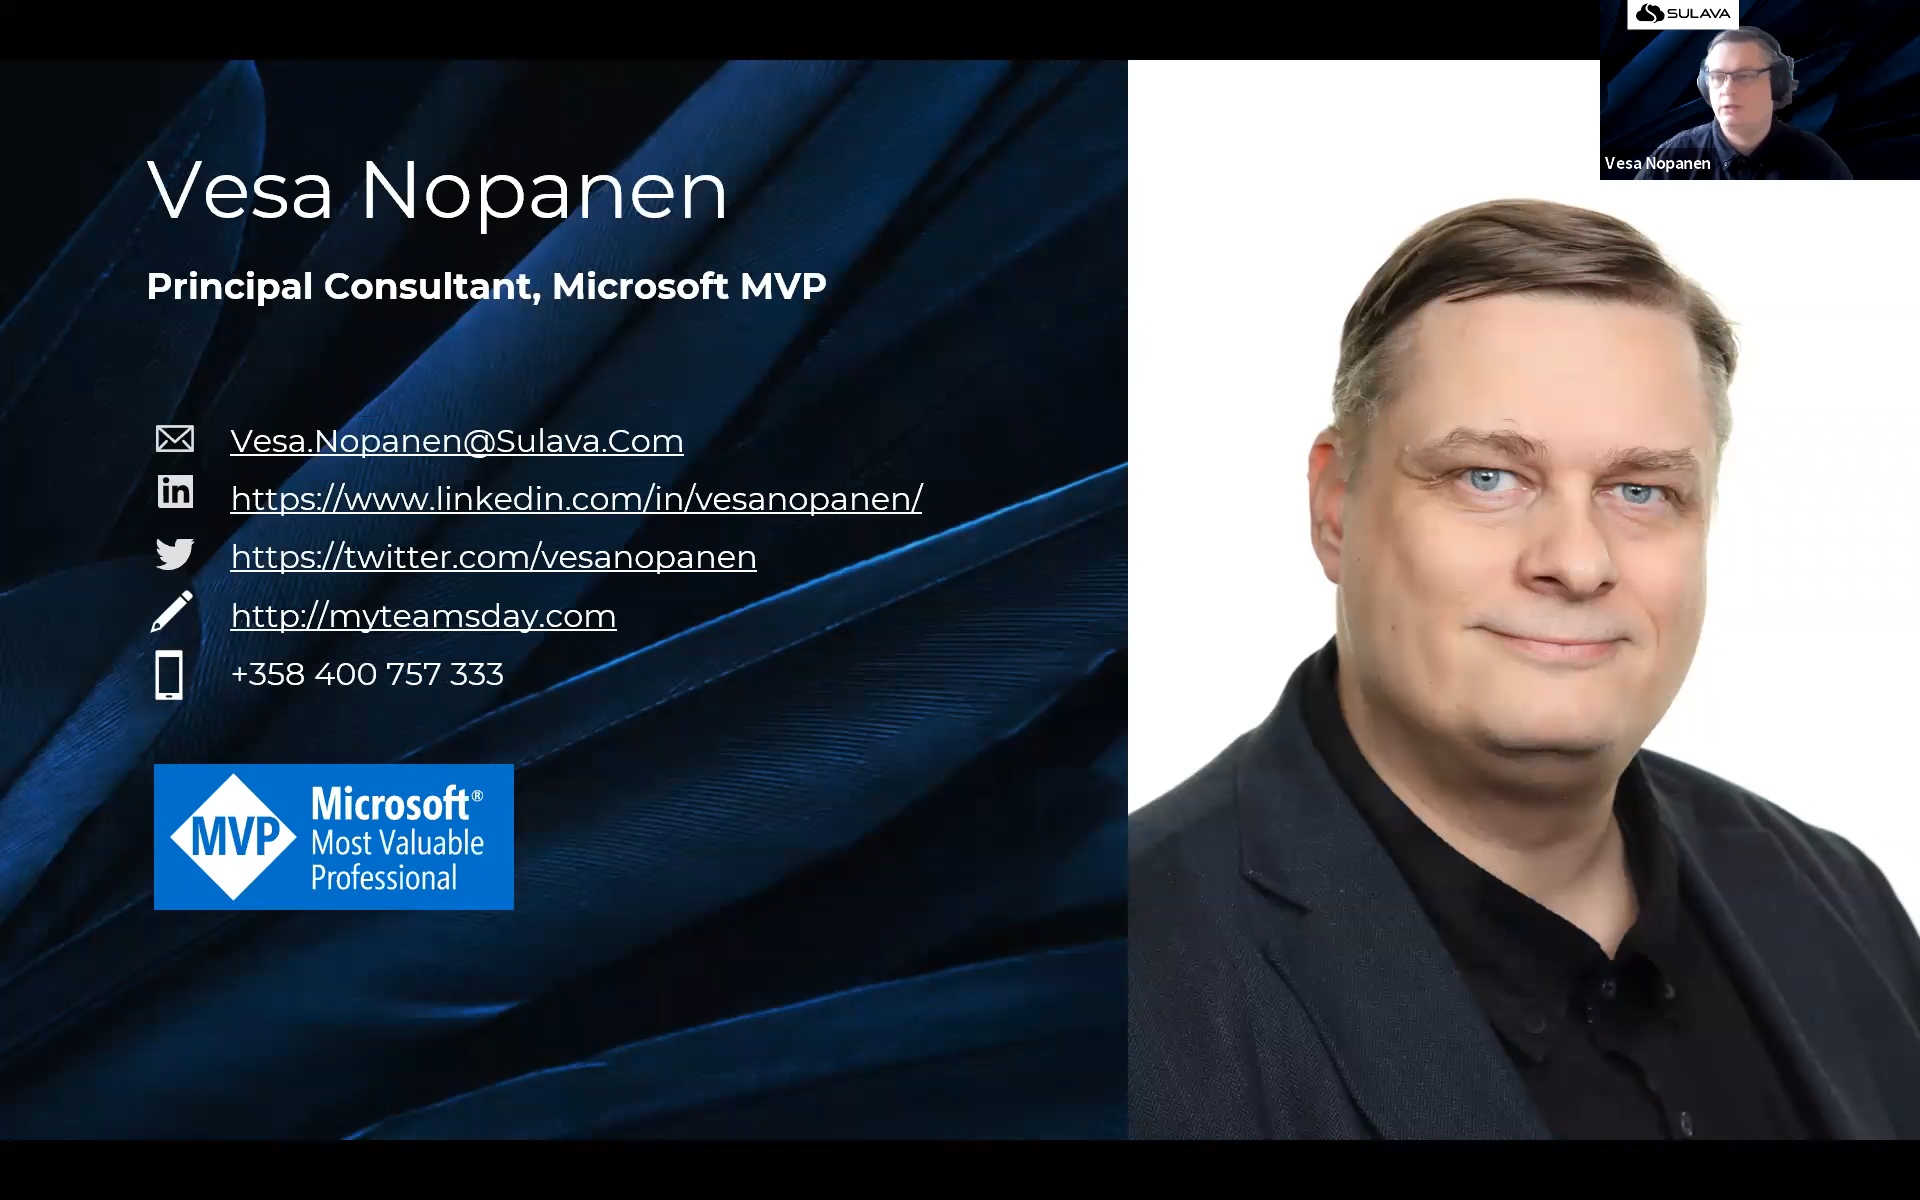 SULAVA
Vesa Nopanen
Vesa Nopanen
Principal Consultant, Microsoft MVP
Vesa.Nopanen@Sulava.Com
in
https://www.linkedin.com/in/vesanopanen/
https://twitter.com/vesanopanen
http://myteamsday.com
+358 400 757 333
MVP
Microsoft®
Most Valuable
Professional